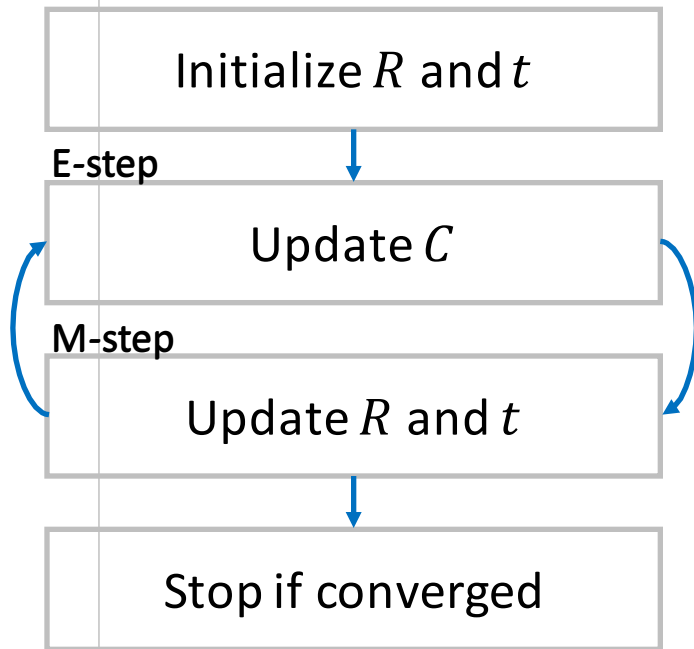 Initialize R and t
E-step
Update C
M-step
Update R and t
Stop if converged